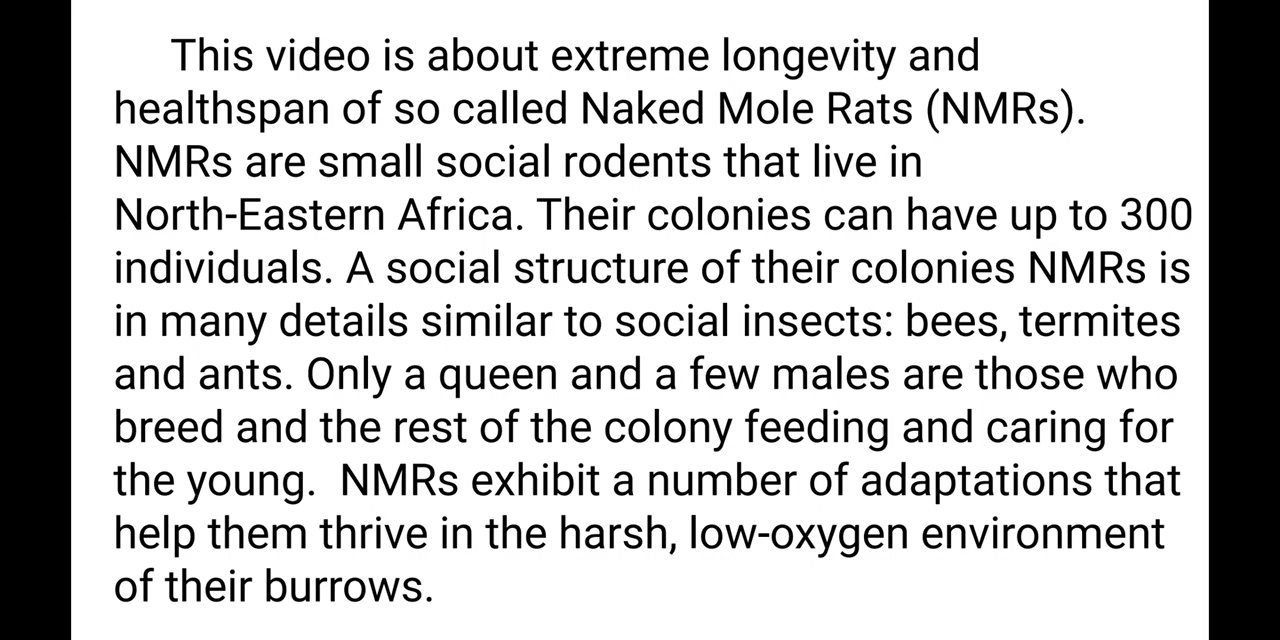 This video is about extreme longevity and
healthspan of so called Naked Mole Rats (NMRs).
NMRs are small social rodents that live in
North-Eastern Africa. Their colonies can have up to 300
individuals. A social structure of their colonies NMRs is
in many details similar to social insects: bees, termites
and ants. Only a queen and a few males are those who
breed and the rest of the colony feeding and caring for
the young.  NMRs exhibit a number of adaptations that
help them thrive in the harsh, low-oxygen environment
of their burrows.